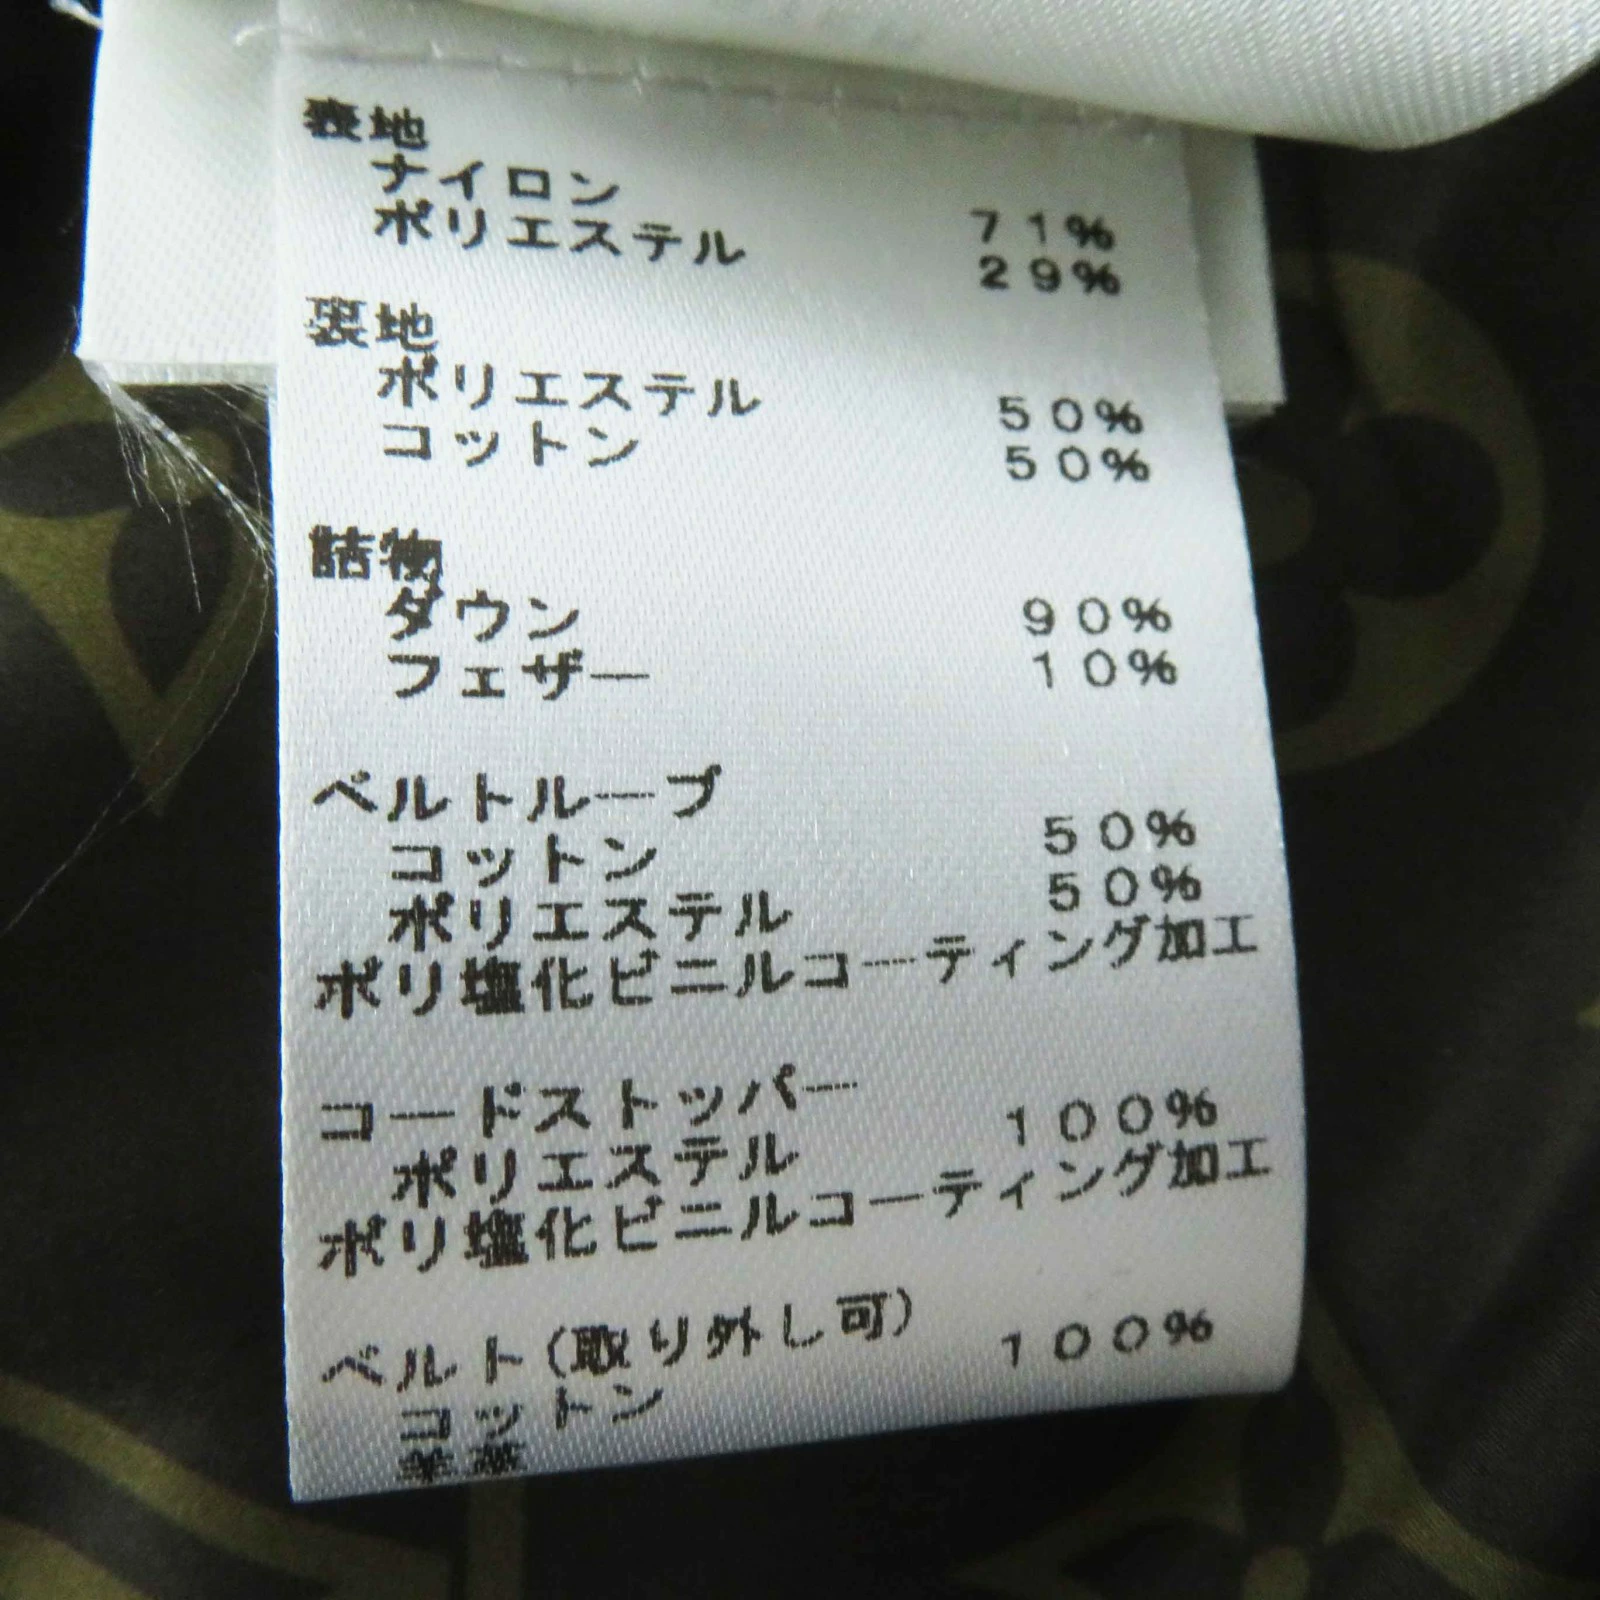 表地
ナイロン 71%
ポリエステル 29%
裏地
ポリエステル 50%
コットン 50%
詰物
ダウン 90%
フェザー 10%
ベルトループ
コットン 50%
ポリエステル 50%
ポリ塩化ビニルコーティング加工
コードストッパー
ポリエステル 100%
ポリ塩化ビニルコーティング加工
ベルト(取り外し可)
コットン 100%
羊革